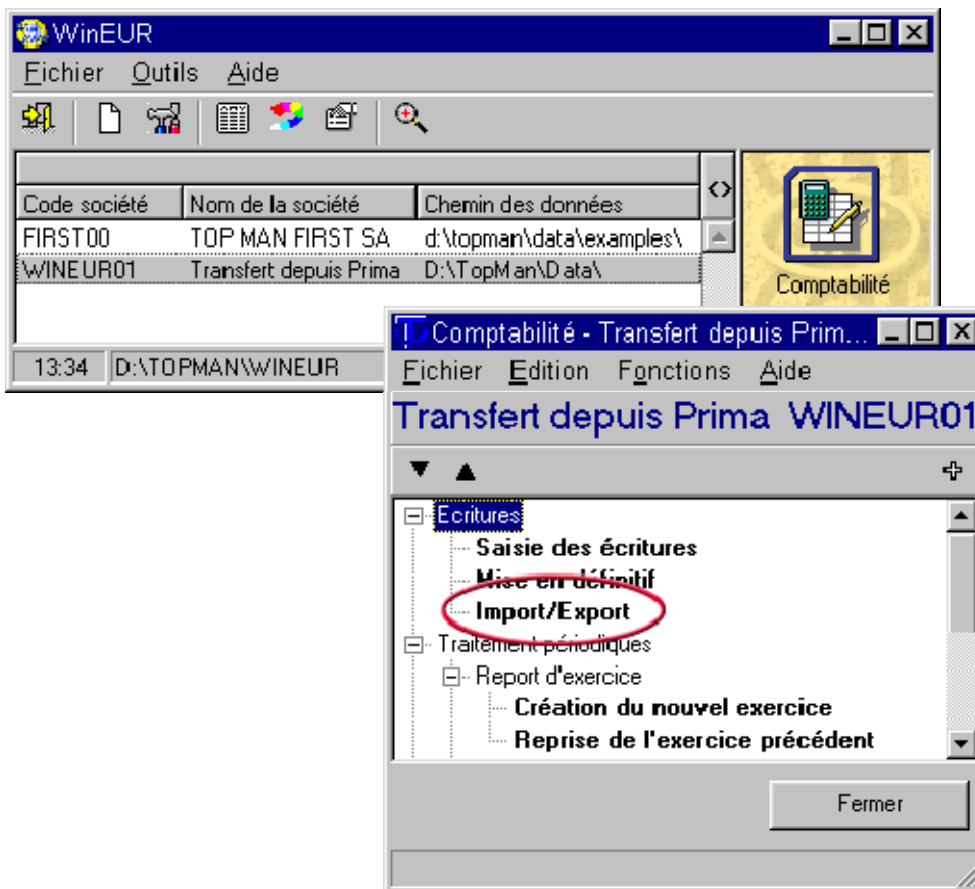 WinEUR
Fichier Outils Aide
Code société Nom de la société Chemin des données
FIRST00 TOP MAN FIRST SA d:\topman\data\examples\
WINEUR01 Transfert depuis Prima D:\TopMan\Data\
Comptabilité
13:34 D:\TOPMAN\WINEUR
Comptabilité - Transfert depuis Prim...
Fichier Edition Fonctions Aide
Transfert depuis Prima WINEUR01
Ecritures
Saisie des écritures
Mise en définitif
Import/Export
Traitement périodiques
Report d'exercice
Création du nouvel exercice
Reprise de l'exercice précédent
Fermer